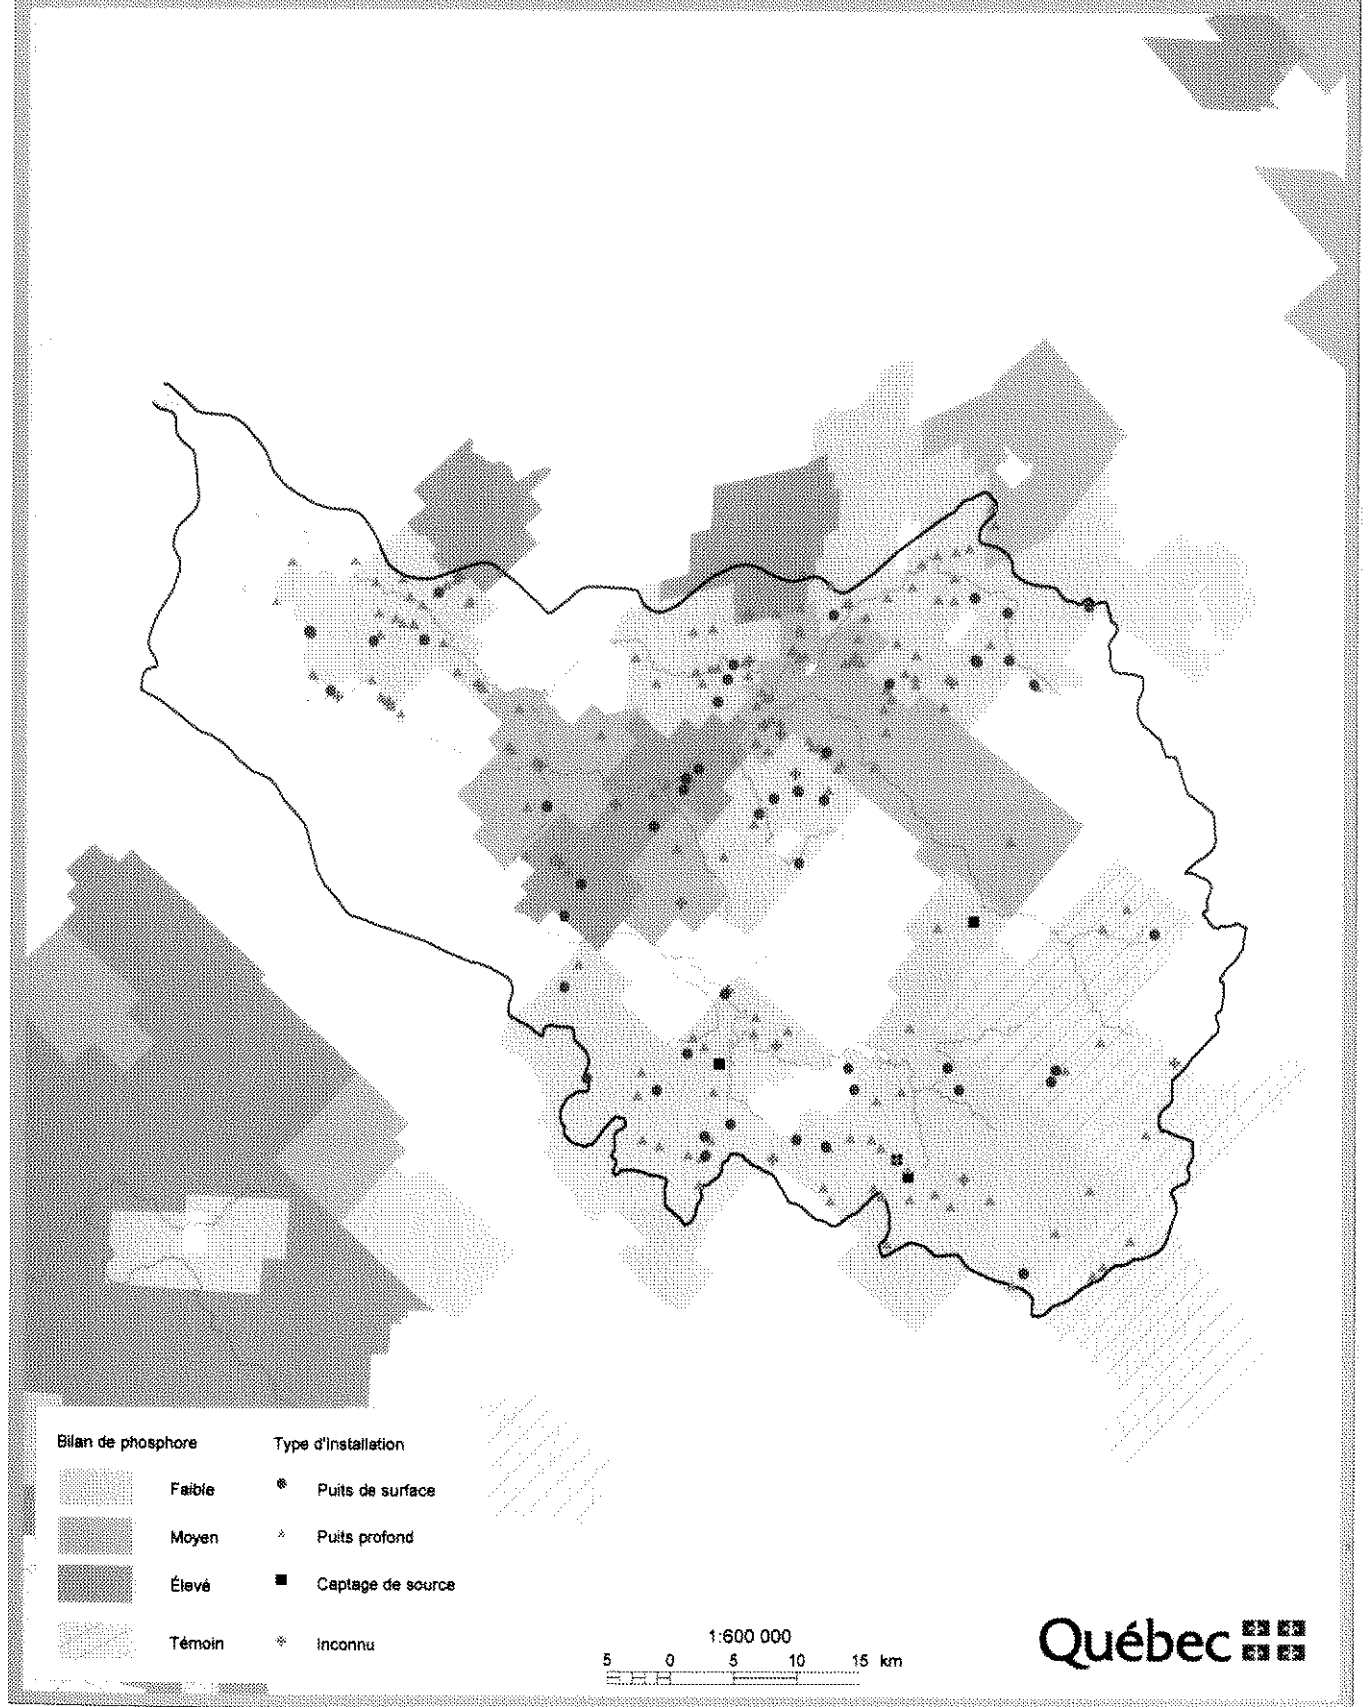 Bilan de phosphore
Type d'installation
Faible
Puits de surface
Moyen
Puits profond
Élevé
Captage de source
Témoin
Inconnu
1:600 000
5 0 5 10 15 km
Québec